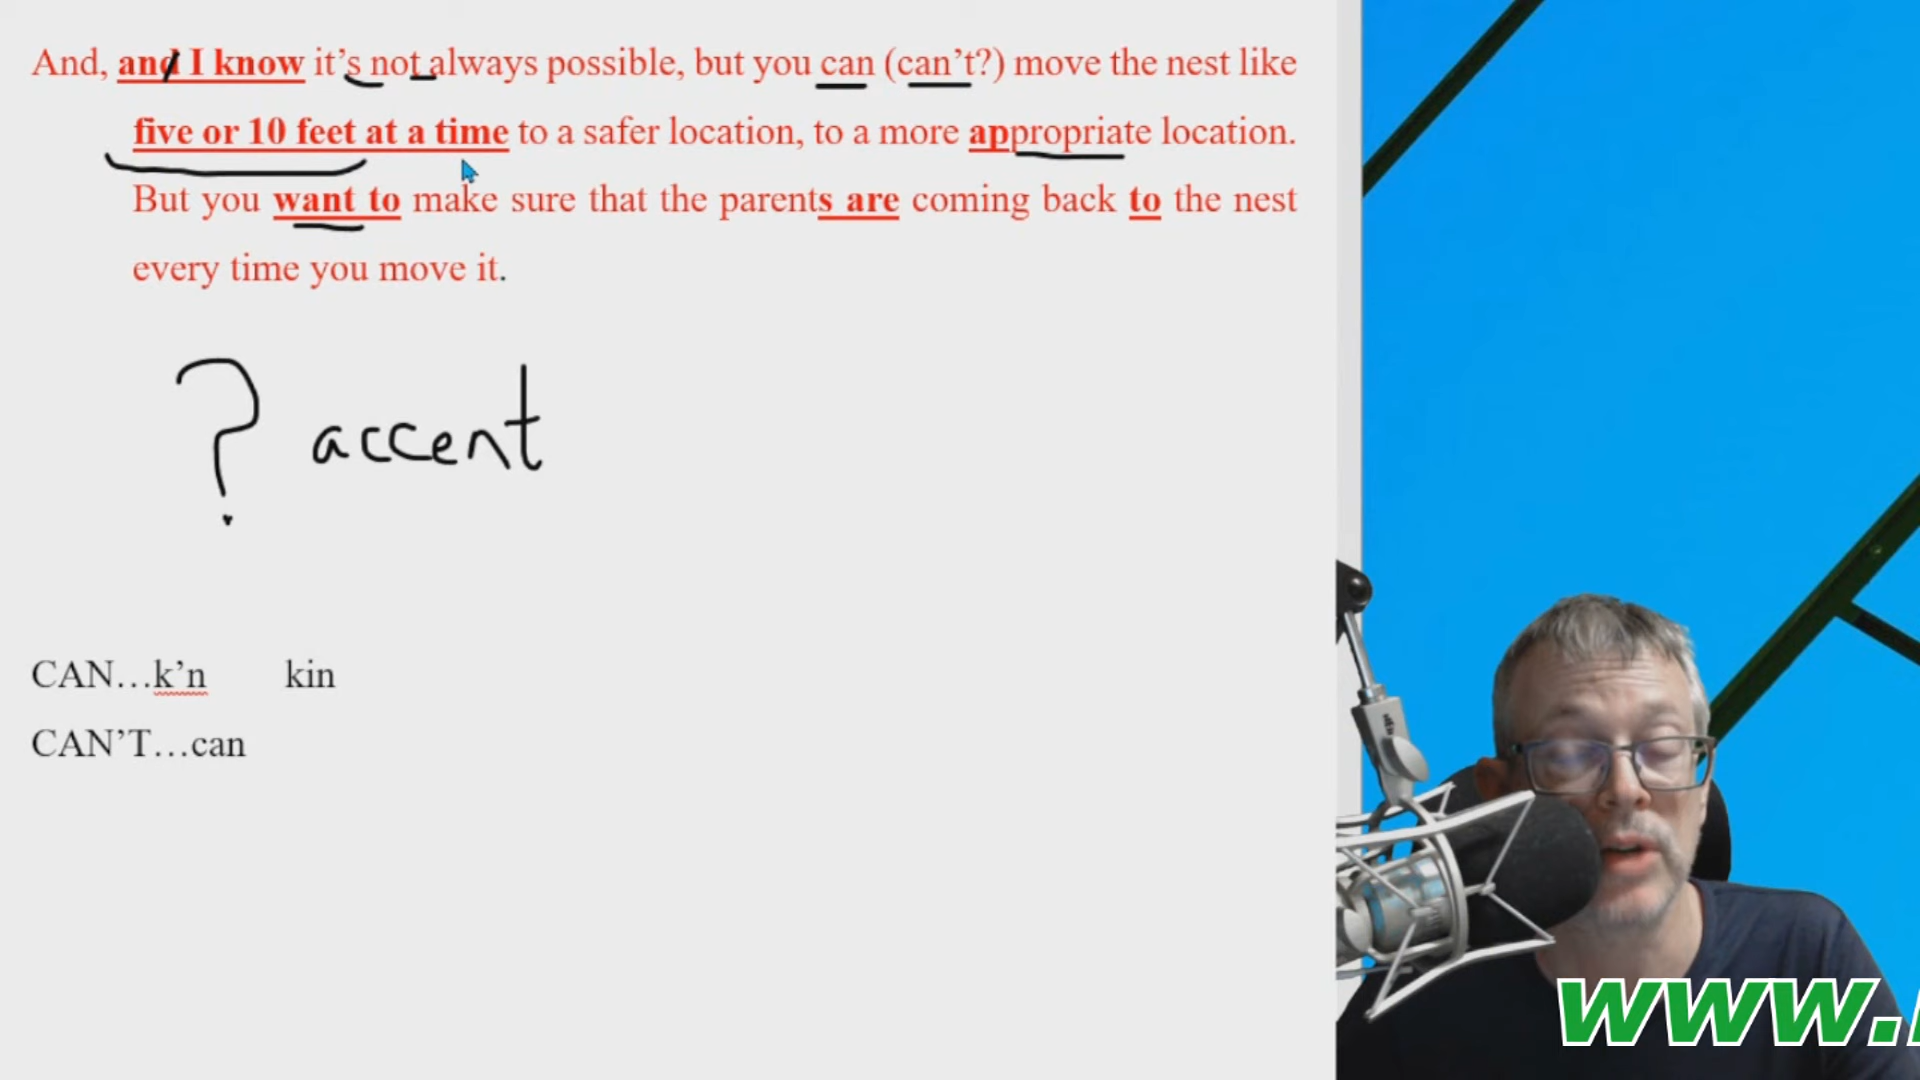 And, and I know it’s not always possible, but you can (can’t?) move the nest like
five or 10 feet at a time to a safer location, to a more appropriate location.
But you want to make sure that the parents are coming back to the nest
every time you move it.
? accent
CAN…k’n kin
CAN’T…can
www.